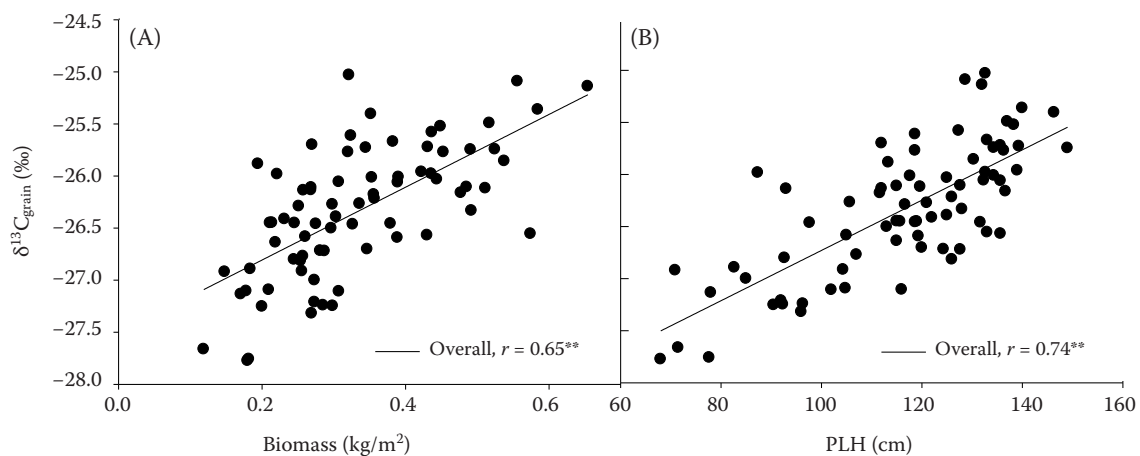 (A)
(B)
δ¹³C_grain (‰)
−24.5
−25.0
−25.5
−26.0
−26.5
−27.0
−27.5
−28.0
Overall, r = 0.65**
Overall, r = 0.74**
0.0 0.2 0.4 0.6
60 80 100 120 140 160
Biomass (kg/m²)
PLH (cm)